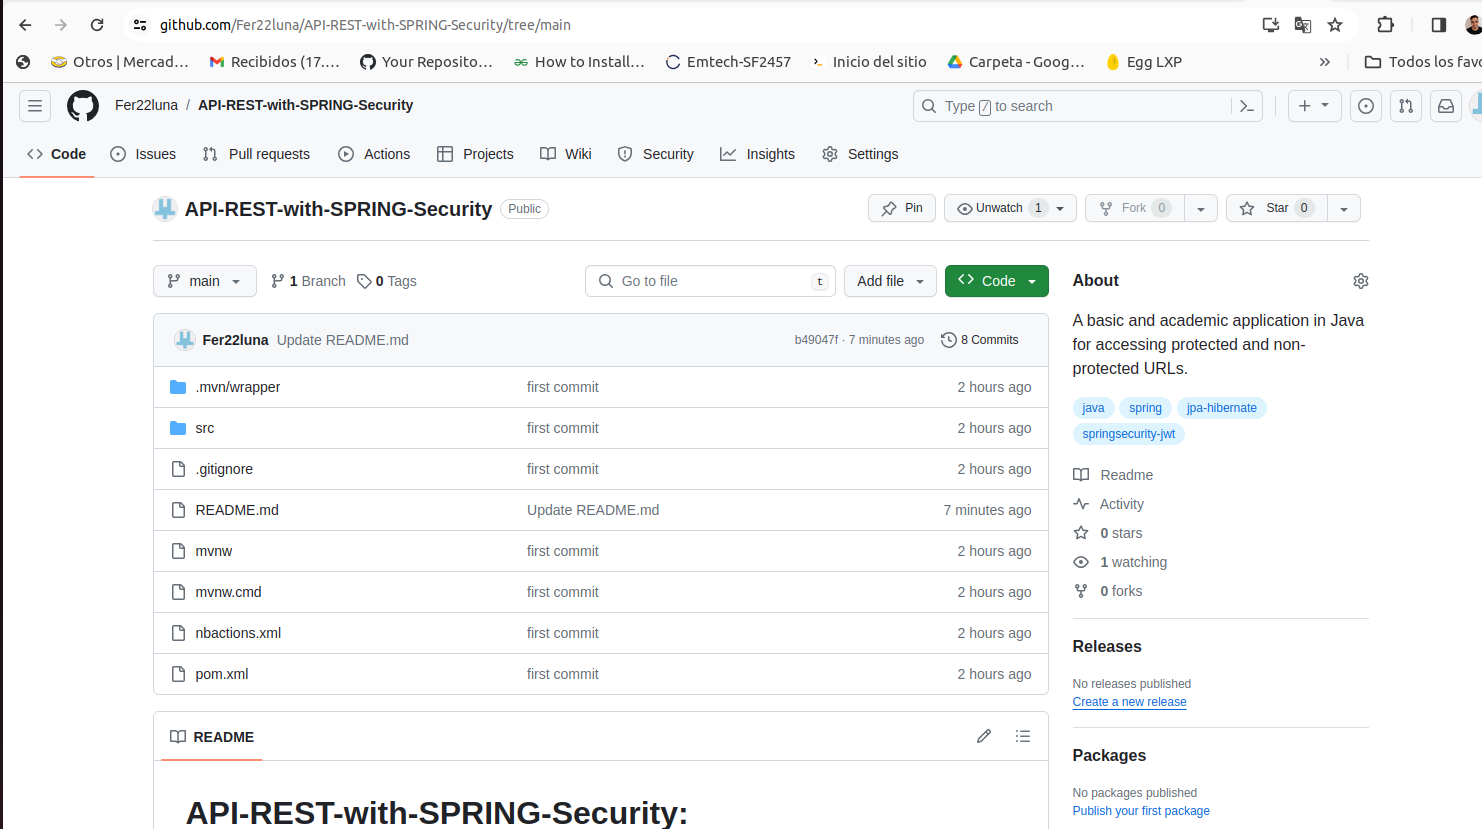 github.com/Fer22luna/API-REST-with-SPRING-Security/tree/main
Otros | Mercad... Recibidos (17.... Your Reposito... How to Install... Emtech-SF2457 Inicio del sitio Carpeta - Goog... Egg LXP » Todos los favo
Fer22luna / API-REST-with-SPRING-Security Type / to search
Code Issues Pull requests Actions Projects Wiki Security Insights Settings
API-REST-with-SPRING-Security Public Pin Unwatch 1 Fork 0 Star 0
main 1 Branch 0 Tags Go to file t Add file Code
Fer22luna Update README.md b49047f · 7 minutes ago 8 Commits
.mvn/wrapper first commit 2 hours ago
src first commit 2 hours ago
.gitignore first commit 2 hours ago
README.md Update README.md 7 minutes ago
mvnw first commit 2 hours ago
mvnw.cmd first commit 2 hours ago
nbactions.xml first commit 2 hours ago
pom.xml first commit 2 hours ago
README
API-REST-with-SPRING-Security:
About
A basic and academic application in Java
for accessing protected and non-
protected URLs.
java spring jpa-hibernate
springsecurity-jwt
Readme
Activity
0 stars
1 watching
0 forks
Releases
No releases published
Create a new release
Packages
No packages published
Publish your first package